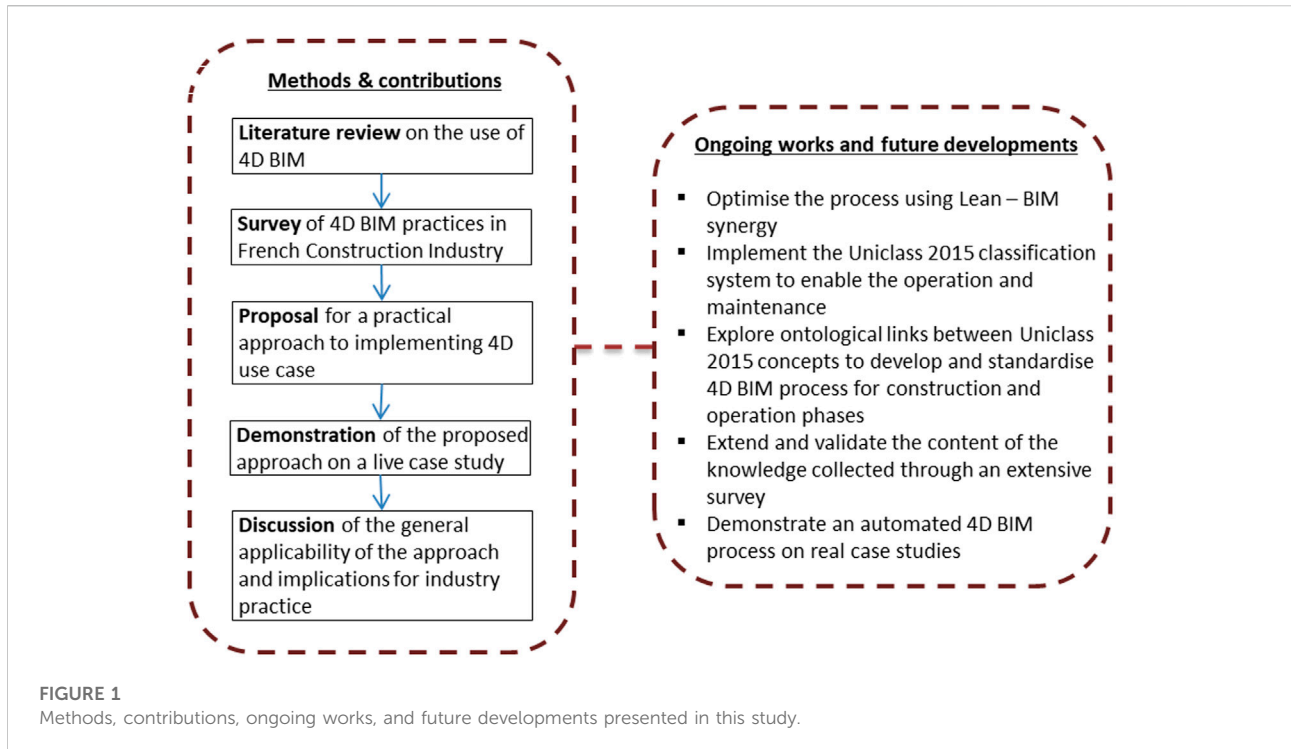 Methods & contributions
Literature review on the use of
4D BIM
Survey of 4D BIM practices in
French Construction Industry
Proposal for a practical
approach to implementing 4D
use case
Demonstration of the proposed
approach on a live case study
Discussion of the general
applicability of the approach
and implications for industry
practice
Ongoing works and future developments
▪ Optimise the process using Lean – BIM
synergy
▪ Implement the Uniclass 2015 classification
system to enable the operation and
maintenance
▪ Explore ontological links between Uniclass
2015 concepts to develop and standardise
4D BIM process for construction and
operation phases
▪ Extend and validate the content of the
knowledge collected through an extensive
survey
▪ Demonstrate an automated 4D BIM
process on real case studies
FIGURE 1
Methods, contributions, ongoing works, and future developments presented in this study.